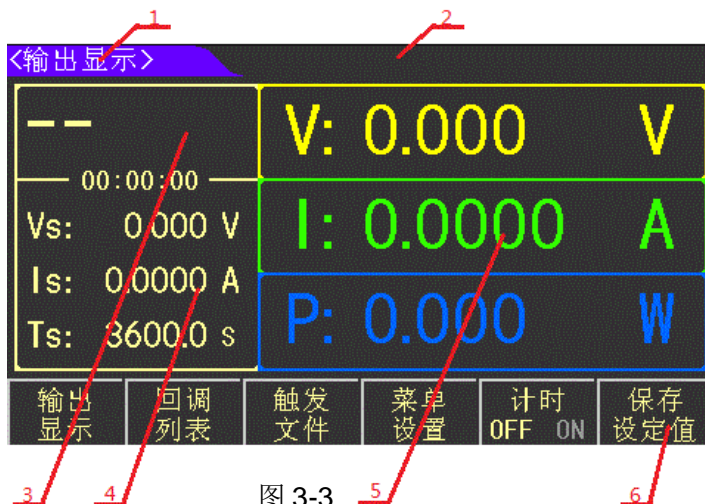 1 2
<输出显示>
--
00:00:00
Vs: 0.000 V
Is: 0.0000 A
Ts: 3600.0 s
V: 0.000 V
I: 0.0000 A
P: 0.000 W
输出显示
回调列表
触发文件
菜单设置
计时
OFF ON
保存设定值
3 4 5 6
图 3-3